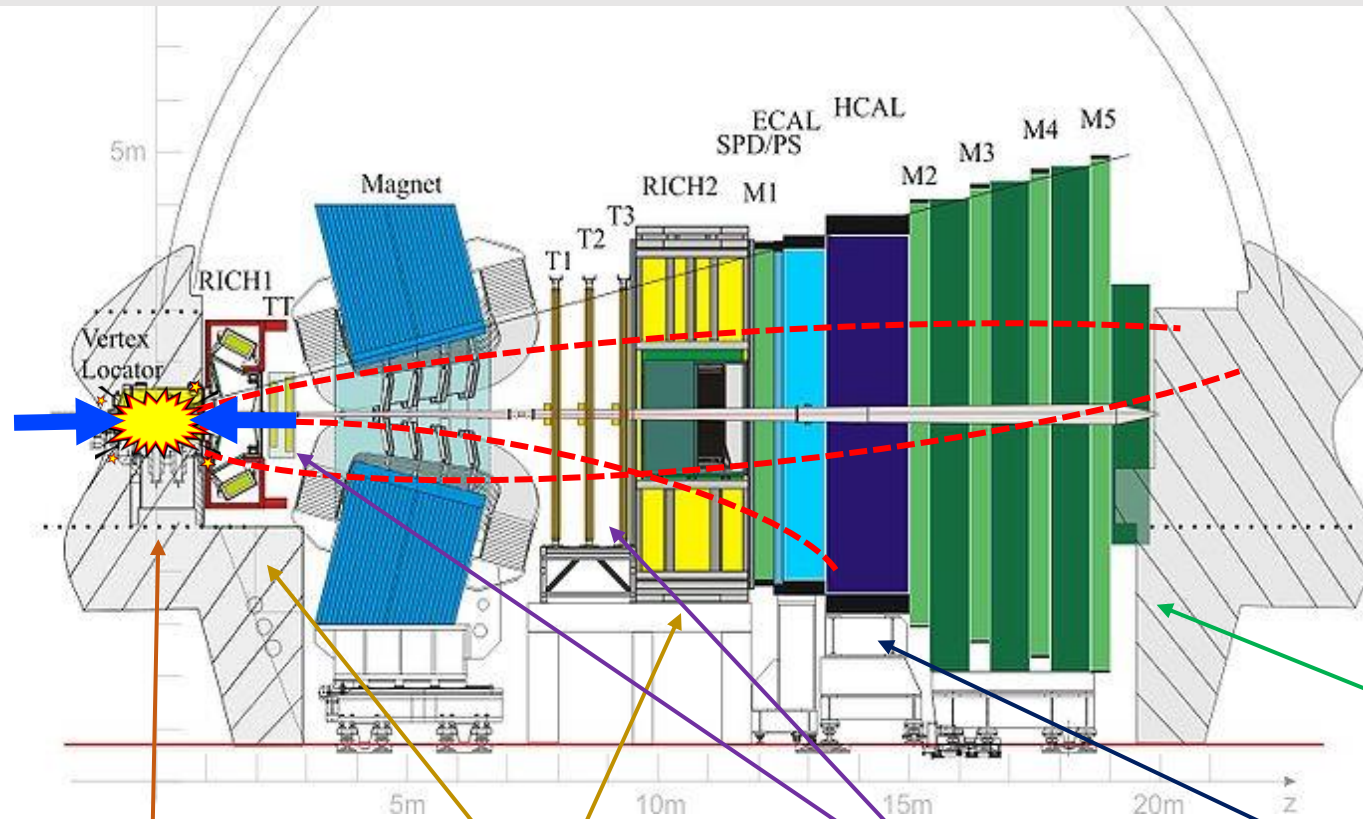 5m
Magnet
RICH1
TT
Vertex
Locator
T1
T2
T3
RICH2
SPD/PS
M1
ECAL
HCAL
M2
M3
M4
M5
5m
10m
15m
20m
z